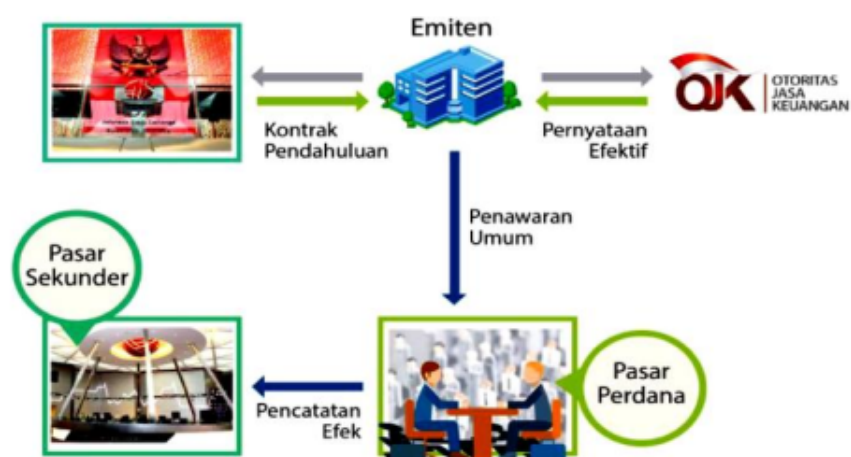 Emiten
OJK
OTORITAS
JASA
KEUANGAN
Kontrak
Pendahuluan
Pernyataan
Efektif
Penawaran
Umum
Pasar
Sekunder
Pasar
Perdana
Pencatatan
Efek